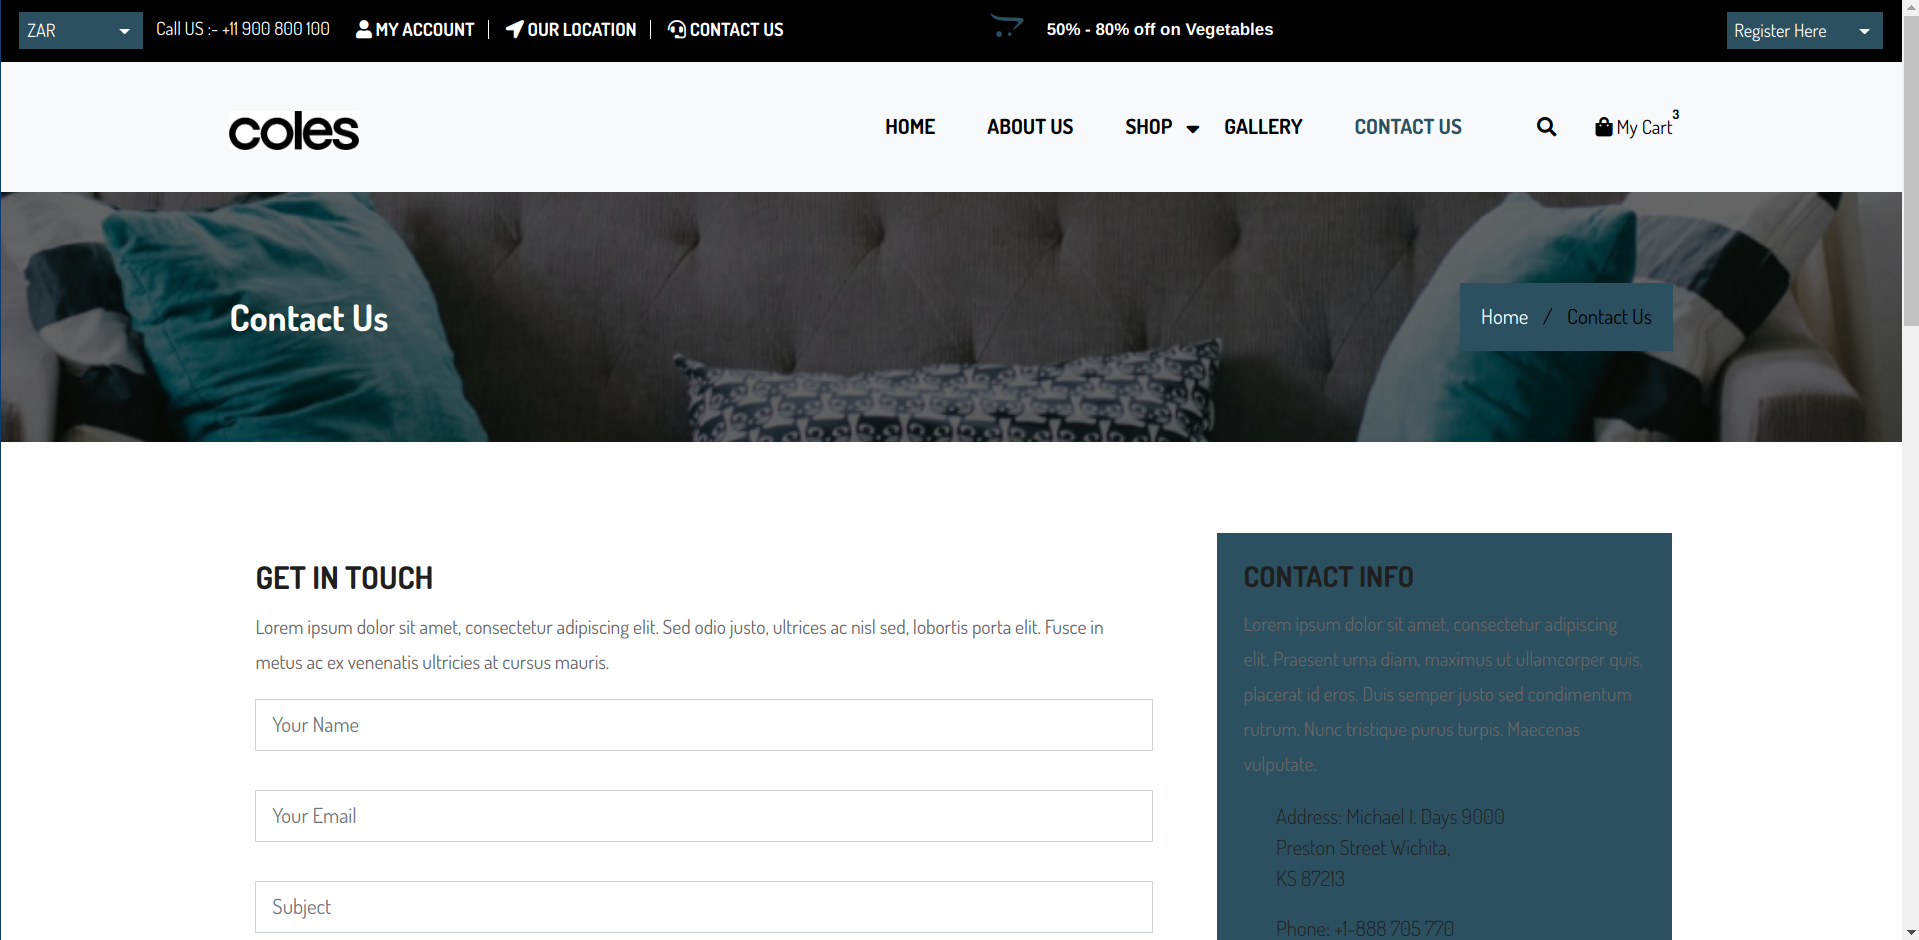 ZAR
Call US :- +11 900 800 100
MY ACCOUNT
OUR LOCATION
CONTACT US
50% - 80% off on Vegetables
Register Here
coles
HOME
ABOUT US
SHOP
GALLERY
CONTACT US
My Cart 3
Contact Us
Home / Contact Us
GET IN TOUCH
Lorem ipsum dolor sit amet, consectetur adipiscing elit. Sed odio justo, ultrices ac nisl sed, lobortis porta elit. Fusce in
metus ac ex venenatis ultricies at cursus mauris.
Your Name
Your Email
Subject
CONTACT INFO
Lorem ipsum dolor sit amet, consectetur adipiscing
elit. Praesent urna diam, maximus ut ullamcorper quis,
placerat id eros. Duis semper justo sed condimentum
rutrum. Nunc tristique purus turpis. Maecenas
vulputate.
Address: Michael I. Days 9000
Preston Street Wichita,
KS 87213
Phone: +1-888 705 770